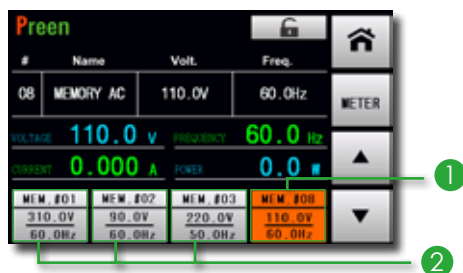 Preen
# Name Volt. Freq.
08 MEMORY AC 110.0V 60.0Hz
METER
VOLTAGE 110.0 V FREQUENCY 60.0 Hz
CURRENT 0.000 A POWER 0.0 W
MEM.#01 MEM.#02 MEM.#03 MEM.#08
310.0V 90.0V 220.0V 110.0V
60.0Hz 60.0Hz 50.0Hz 60.0Hz
1
2